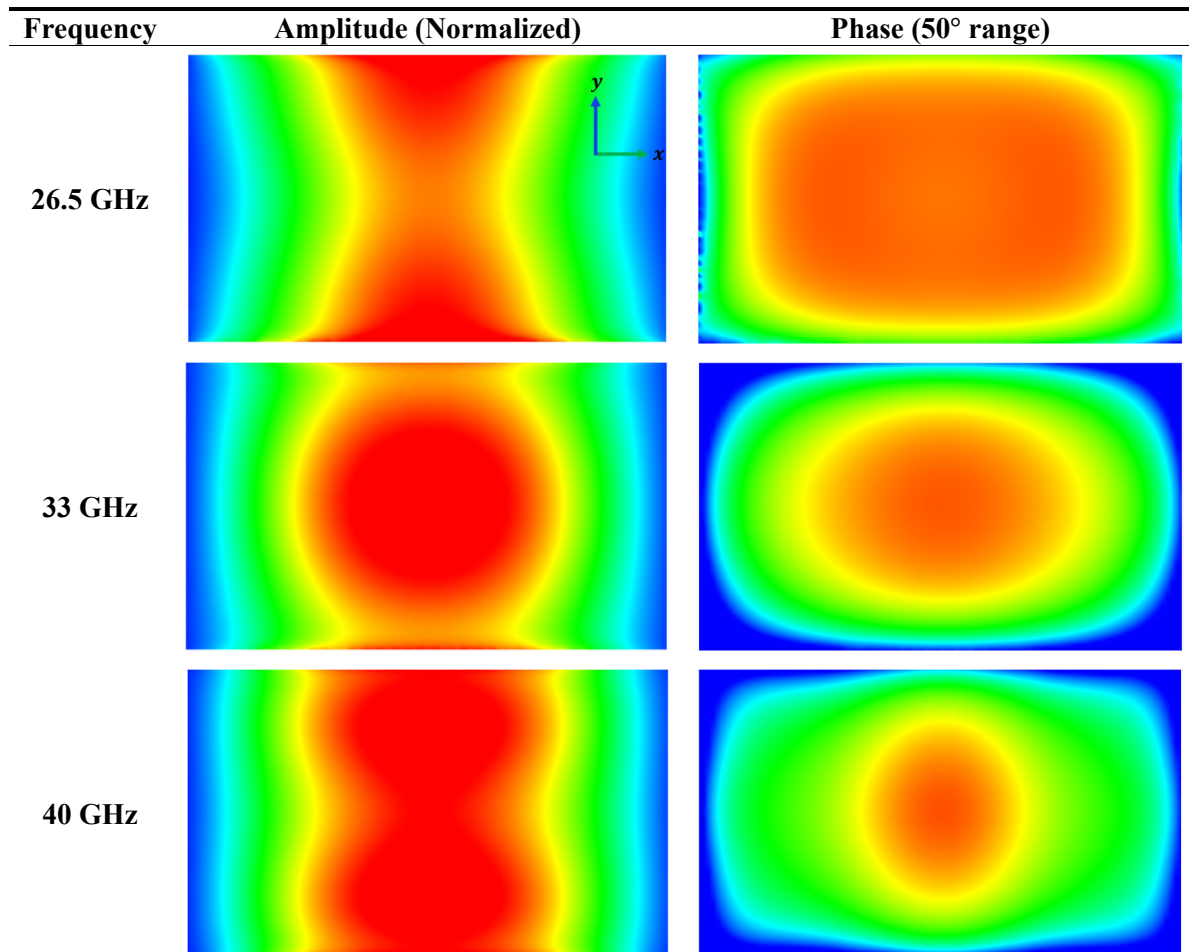 Frequency Amplitude (Normalized) Phase (50° range)
y
x
26.5 GHz
33 GHz
40 GHz